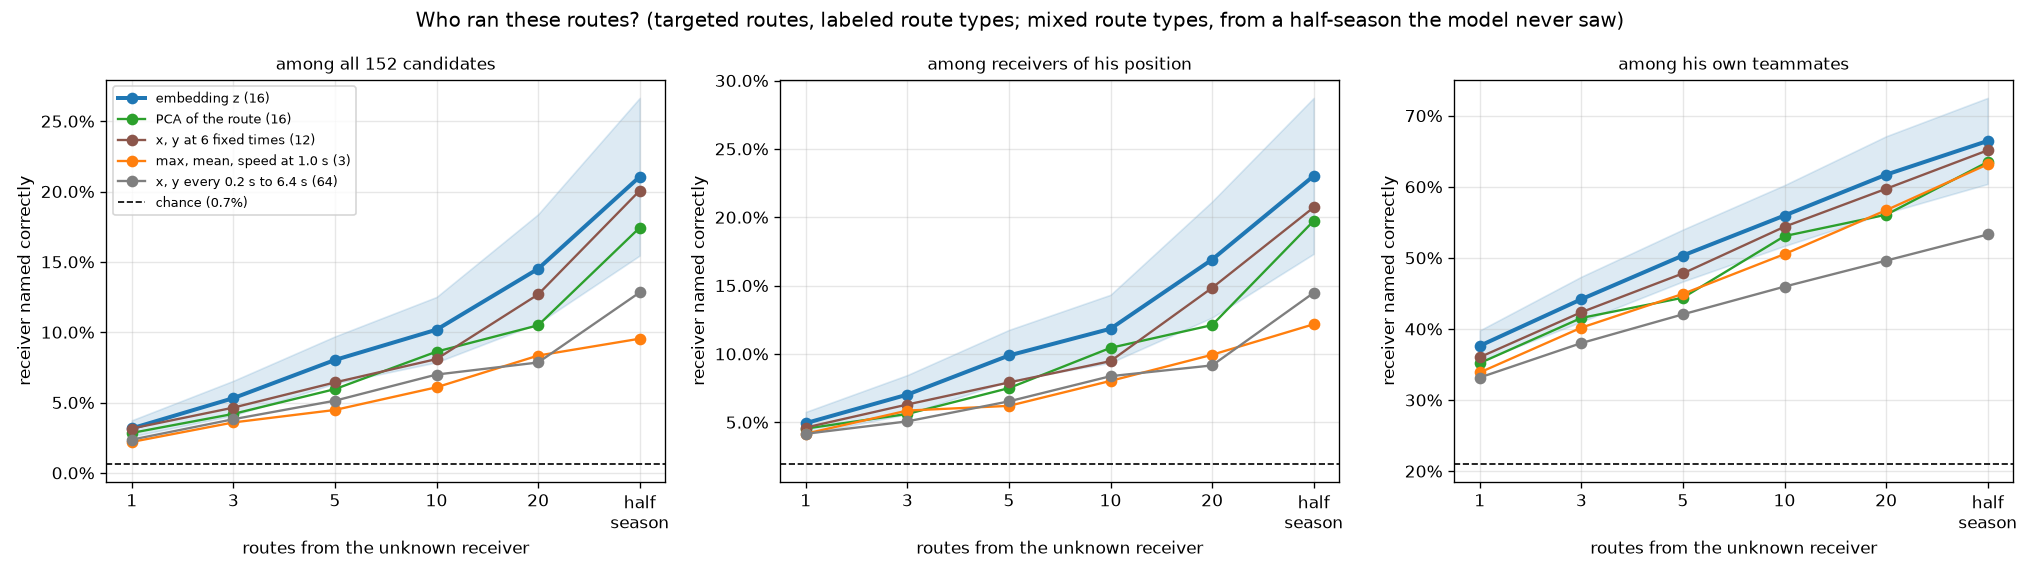 Who ran these routes? (targeted routes, labeled route types; mixed route types, from a half-season the model never saw)
among all 152 candidates
receiver named correctly
25.0%
20.0%
15.0%
10.0%
5.0%
0.0%
embedding z (16)
PCA of the route (16)
x, y at 6 fixed times (12)
max, mean, speed at 1.0 s (3)
x, y every 0.2 s to 6.4 s (64)
chance (0.7%)
1 3 5 10 20 half
season
routes from the unknown receiver
among receivers of his position
receiver named correctly
30.0%
25.0%
20.0%
15.0%
10.0%
5.0%
1 3 5 10 20 half
season
routes from the unknown receiver
among his own teammates
receiver named correctly
70%
60%
50%
40%
30%
20%
1 3 5 10 20 half
season
routes from the unknown receiver